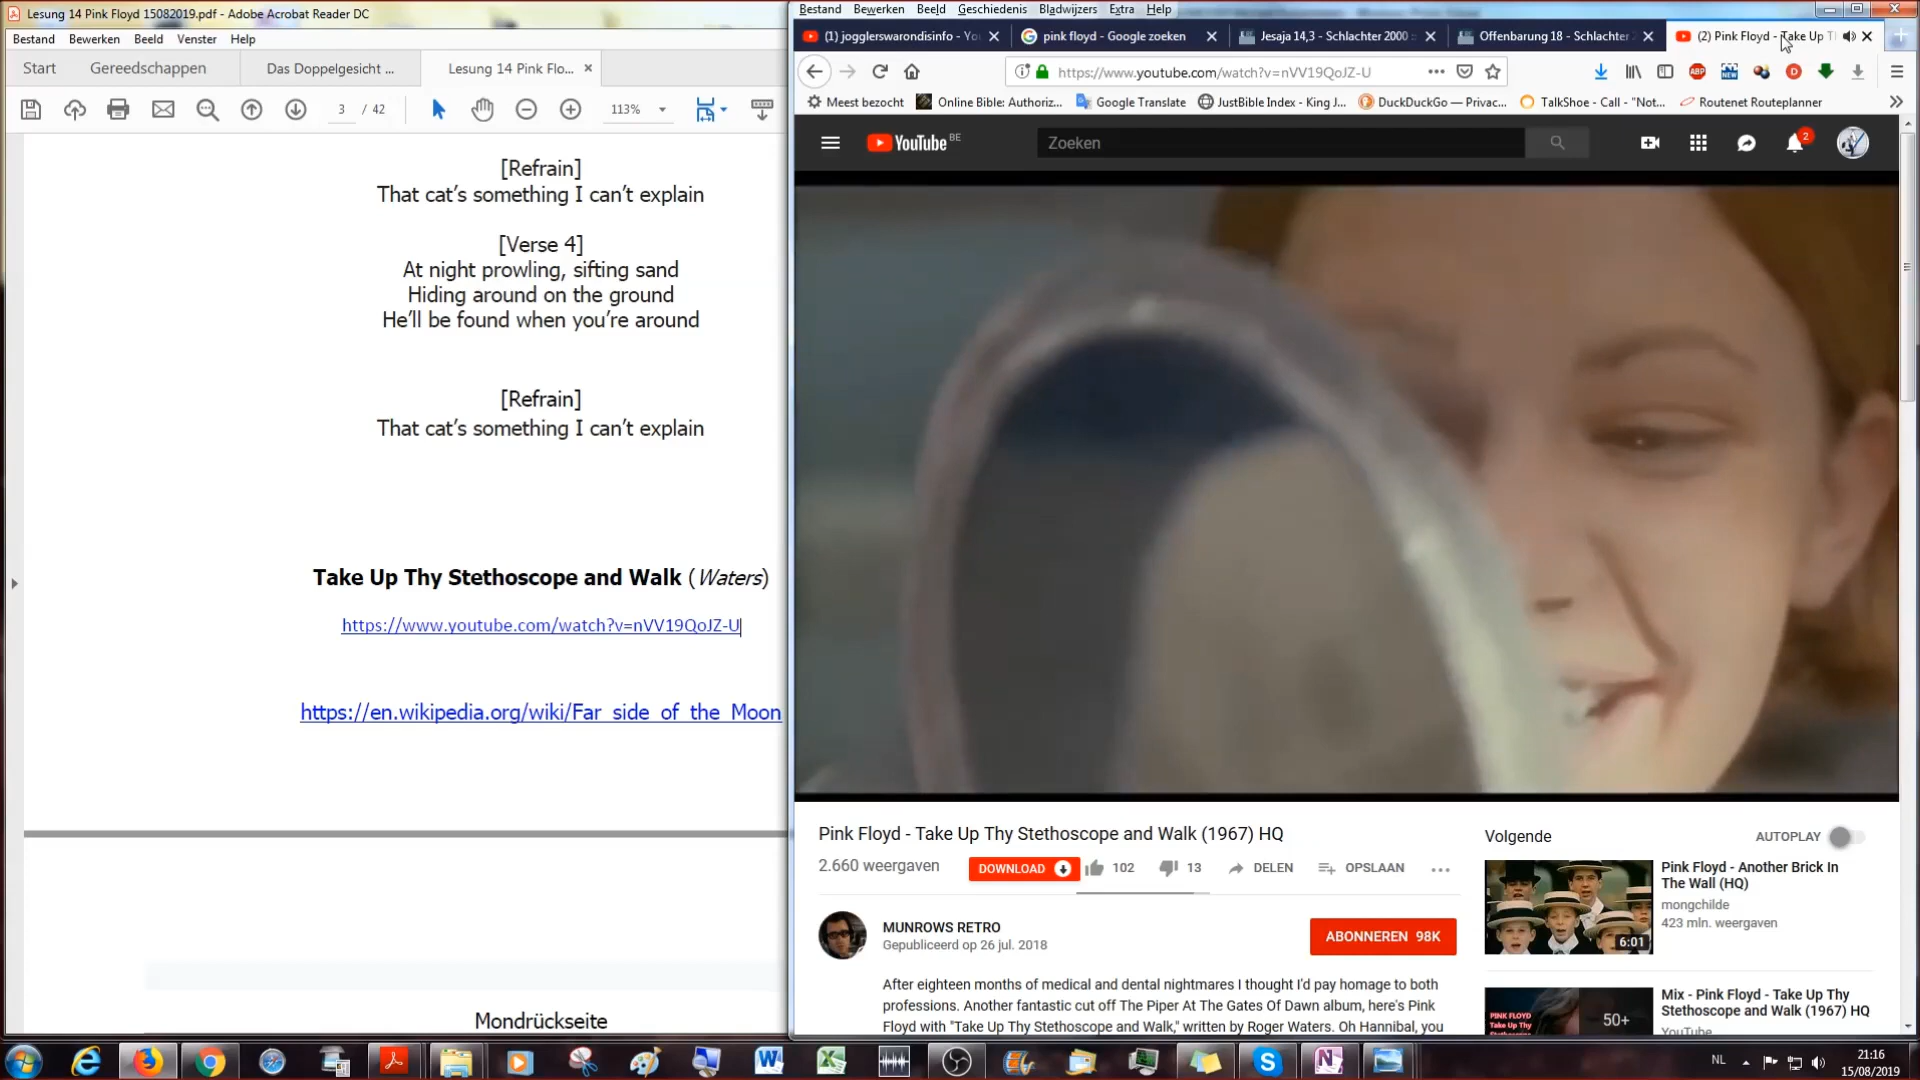 Lesung 14 Pink Floyd 15082019.pdf - Adobe Acrobat Reader DC
Bestand Bewerken Beeld Venster Help
Start Gereedschappen Das Doppelgesicht ... Lesung 14 Pink Flo... ×
3 / 42 113%
[Refrain]
That cat's something I can't explain
[Verse 4]
At night prowling, sifting sand
Hiding around on the ground
He'll be found when you're around
[Refrain]
That cat's something I can't explain
Take Up Thy Stethoscope and Walk (Waters)
https://www.youtube.com/watch?v=nVV19QoJZ-U
https://en.wikipedia.org/wiki/Far_side_of_the_Moon
Mondrückseite
Bestand Bewerken Beeld Geschiedenis Bladwijzers Extra Help
(1) jogglerswarondisinfo - Yo
pink floyd - Google zoeken
Jesaja 14,3 - Schlachter 2000
Offenbarung 18 - Schlachter
(2) Pink Floyd - Take Up T
https://www.youtube.com/watch?v=nVV19QoJZ-U
ABP NEW D
Meest bezocht Online Bible: Authoriz... Google Translate JustBible Index - King J... DuckDuckGo — Privac... TalkShoe - Call - "Not... Routenet Routeplanner
YouTube BE
Zoeken
2
Pink Floyd - Take Up Thy Stethoscope and Walk (1967) HQ
2.660 weergaven
DOWNLOAD 102 13 DELEN OPSLAAN ...
MUNROWS RETRO
Gepubliceerd op 26 jul. 2018
ABONNEREN 98K
After eighteen months of medical and dental nightmares I thought I'd pay homage to both
professions. Another fantastic cut off The Piper At The Gates Of Dawn album, here's Pink
Floyd with "Take Up Thy Stethoscope and Walk," written by Roger Waters. Oh Hannibal, you
Volgende
AUTOPLAY
Pink Floyd - Another Brick In
The Wall (HQ)
mongchilde
423 mln. weergaven
6:01
Mix - Pink Floyd - Take Up Thy
Stethoscope and Walk (1967) HQ
YouTube
PINK FLOYD
Take Up Thy
Stethoscope
50+
NL
21:16
15/08/2019